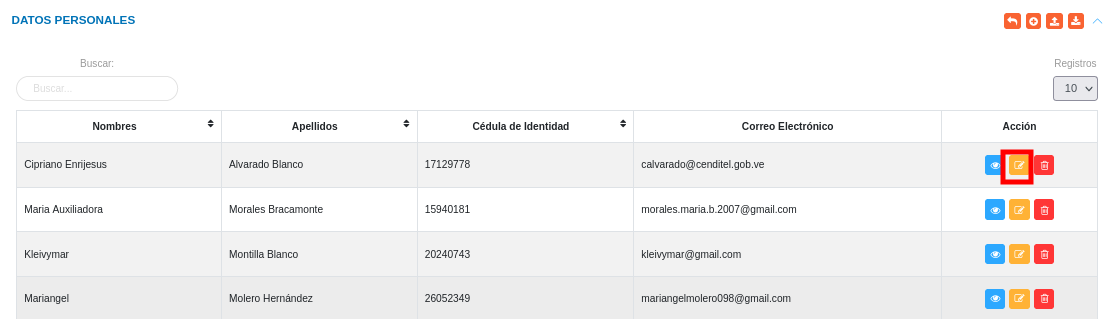 DATOS PERSONALES
Buscar:
Registros
Buscar...
10
Nombres Apellidos Cédula de Identidad Correo Electrónico Acción
Cipriano Enrijesus Alvarado Blanco 17129778 calvarado@cenditel.gob.ve
Maria Auxiliadora Morales Bracamonte 15940181 morales.maria.b.2007@gmail.com
Kleivymar Montilla Blanco 20240743 kleivymar@gmail.com
Mariangel Molero Hernández 26052349 mariangelmolero098@gmail.com